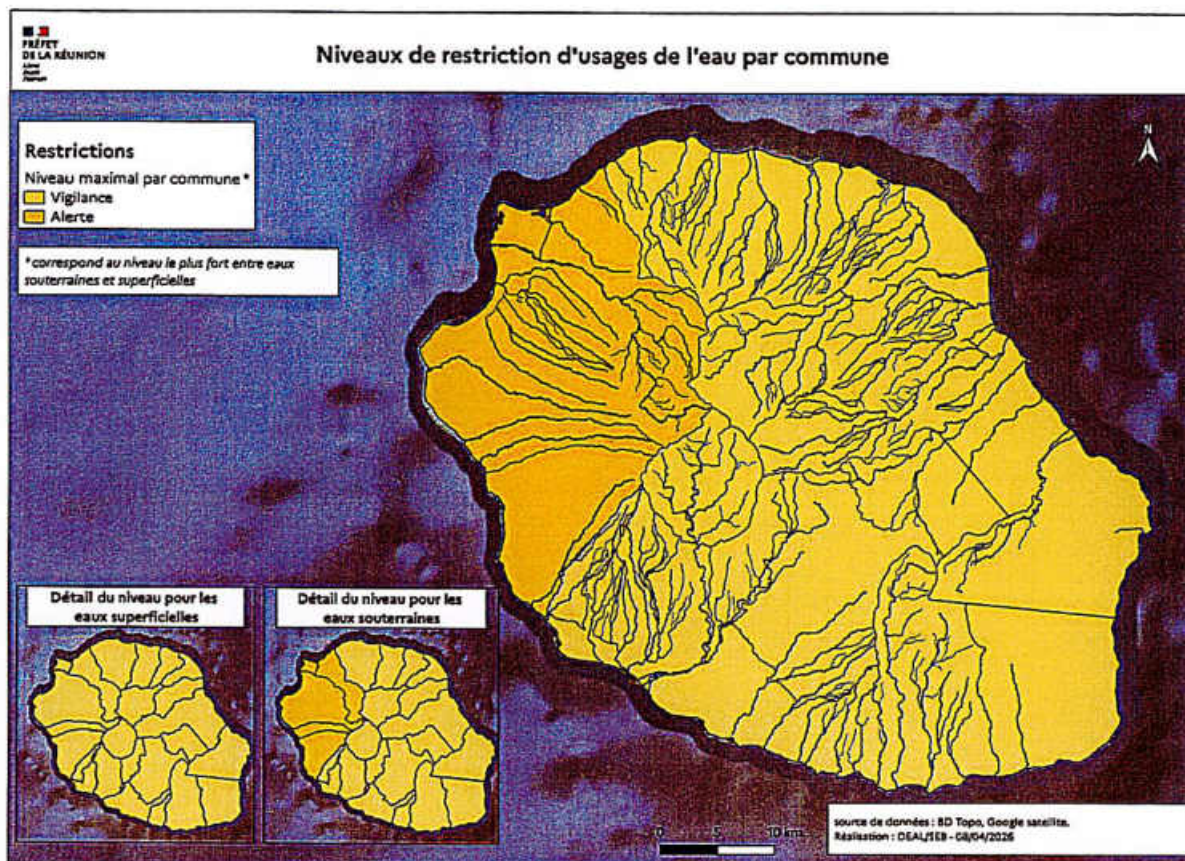 PRÉFET
DE LA RÉUNION
Niveaux de restriction d'usages de l'eau par commune
Restrictions
Niveau maximal par commune *
Vigilance
Alerte
*correspond au niveau le plus fort entre eaux
souterraines et superficielles
N
Détail du niveau pour les
eaux superficielles
Détail du niveau pour les
eaux souterraines
0 5 10 km
source de données : BD Topo, Google satellite.
Réalisation : DEAL/SEB - 08/04/2026